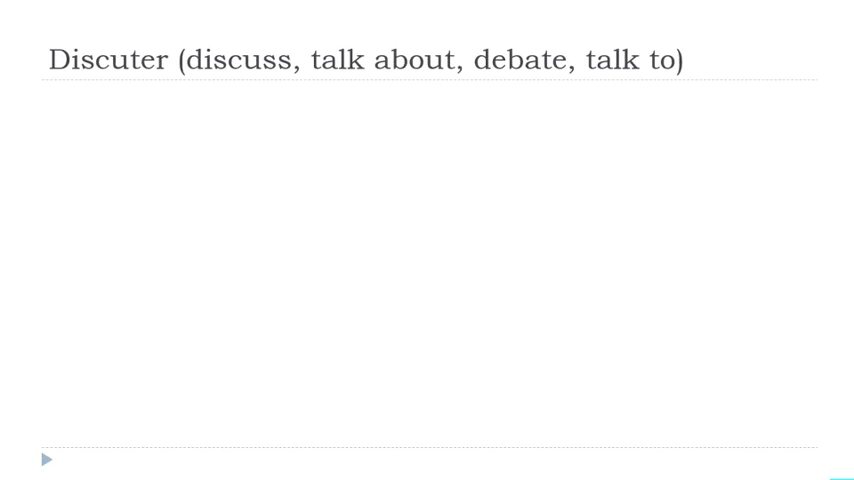 Discuter (discuss, talk about, debate, talk to)